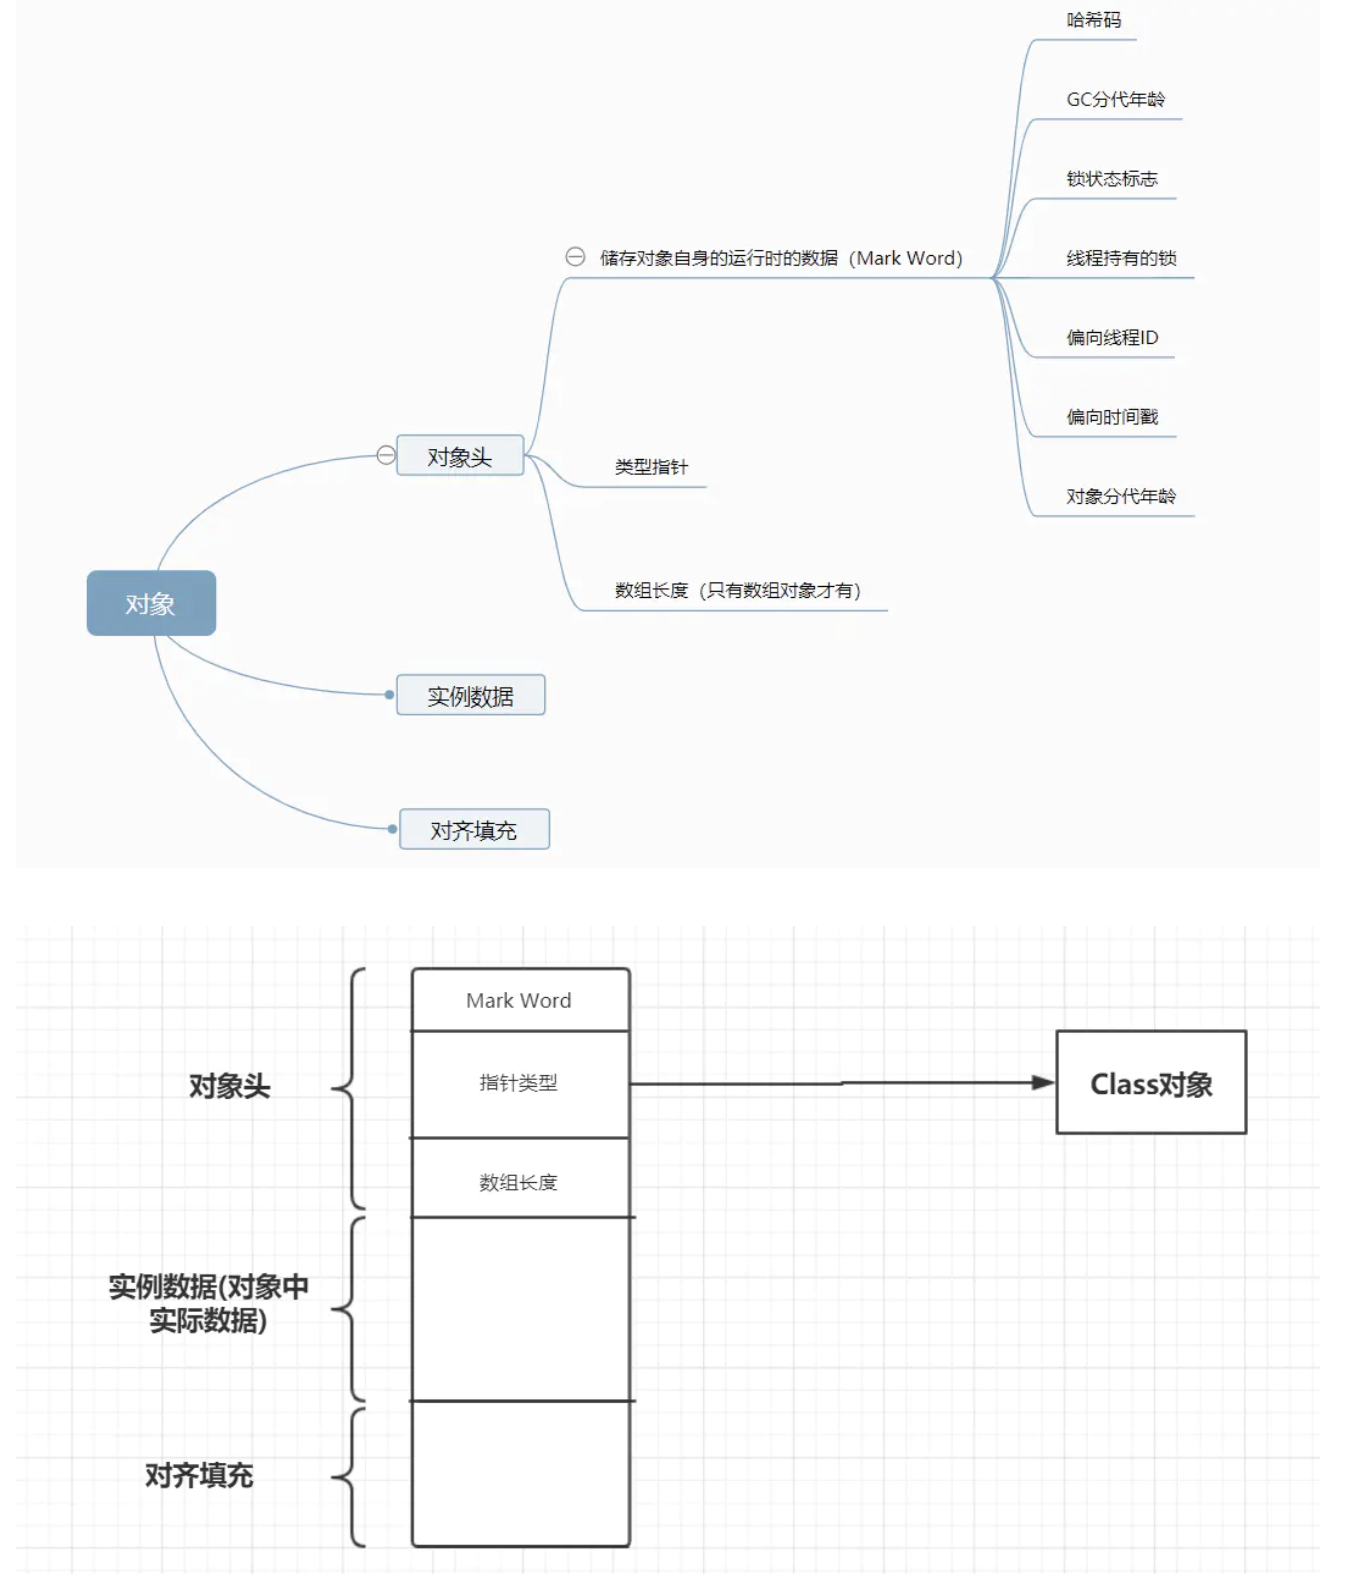 哈希码
GC分代年龄
锁状态标志
储存对象自身的运行时的数据（Mark Word）
线程持有的锁
偏向线程ID
偏向时间戳
对象头
类型指针
对象分代年龄
数组长度（只有数组对象才有）
对象
实例数据
对齐填充
Mark Word
对象头
指针类型
Class对象
数组长度
实例数据(对象中
实际数据)
对齐填充